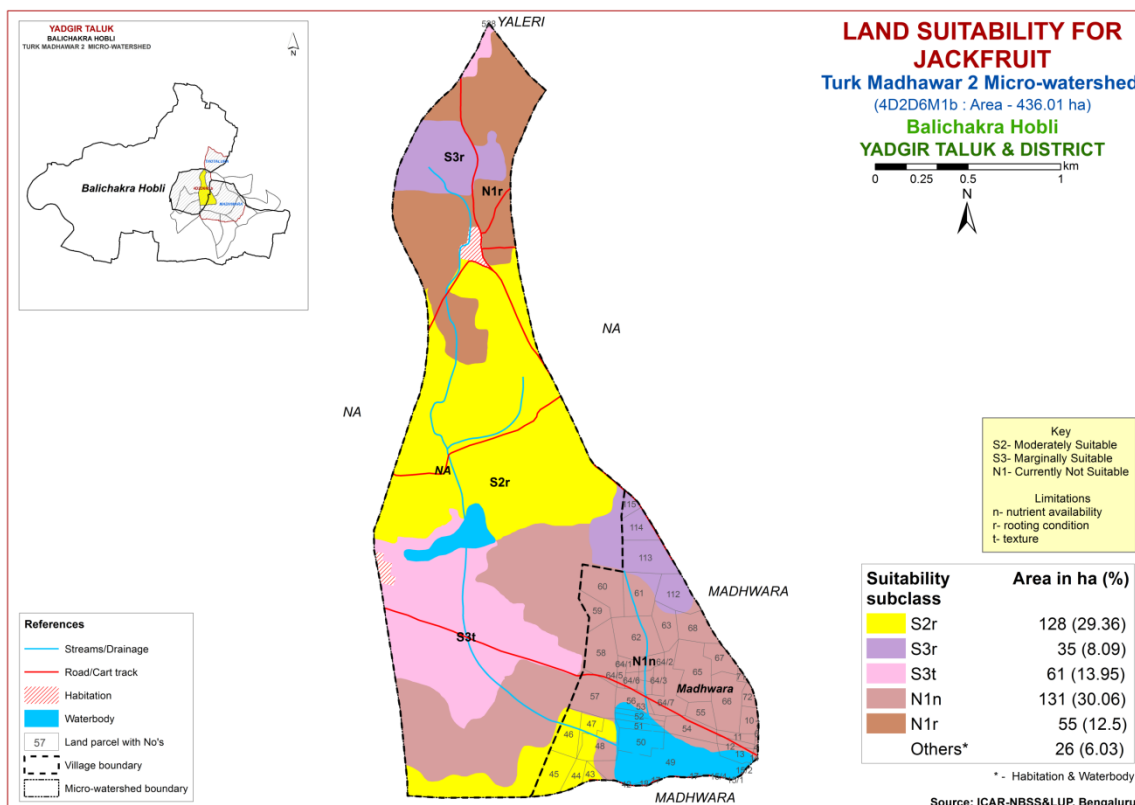 YADGIR TALUK
BALICHAKRA HOBLI
TURK MADHAWAR 2 MICRO-WATERSHED
N
Balichakra Hobli
YALERI
LAND SUITABILITY FOR
JACKFRUIT
Turk Madhawar 2 Micro-watershed
(4D2D6M1b : Area - 436.01 ha)
Balichakra Hobli
YADGIR TALUK & DISTRICT
km
0 0.25 0.5 1
N
S3r
N1r
NA
NA
NA
S2r
115
114
113
112
MADHWARA
60
61
59
62
63
68
58
N1n
67
64/1
64/2
65
64/5
64/6
64/3
Madhwara
66
72
57
56
64/7
53
55
10
S3t
47
52
51
54
11
46
48
50
12
13
49
45
44
43
MADHWARA
Key
S2- Moderately Suitable
S3- Marginally Suitable
N1- Currently Not Suitable
Limitations
n- nutrient availability
r- rooting condition
t- texture
Suitability subclass Area in ha (%)
S2r 128 (29.36)
S3r 35 (8.09)
S3t 61 (13.95)
N1n 131 (30.06)
N1r 55 (12.5)
Others* 26 (6.03)
* - Habitation & Waterbody
Source: ICAR-NBSS&LUP, Bengaluru
References
Streams/Drainage
Road/Cart track
Habitation
Waterbody
57 Land parcel with No's
Village boundary
Micro-watershed boundary